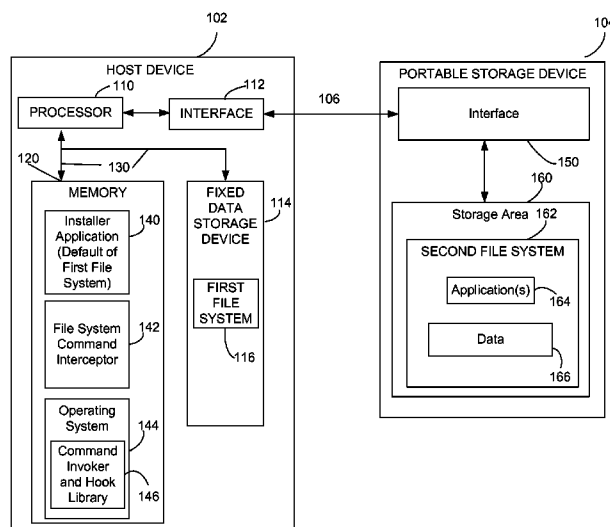 102
HOST DEVICE
110
PROCESSOR
112
INTERFACE
106
120
130
MEMORY
Installer
Application
(Default of
First File
System)
140
File System
Command
Interceptor
142
Operating
System
144
Command
Invoker
and Hook
Library
146
FIXED
DATA
STORAGE
DEVICE
114
FIRST
FILE
SYSTEM
116
PORTABLE STORAGE DEVICE
Interface
150
160
Storage Area
162
SECOND FILE SYSTEM
Application(s)
164
Data
166